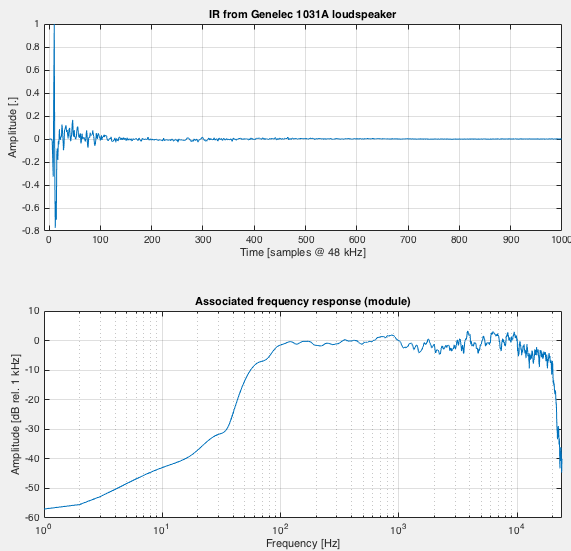 IR from Genelec 1031A loudspeaker
1
0.8
0.6
0.4
0.2
0
-0.2
-0.4
-0.6
-0.8
Amplitude [.]
0 100 200 300 400 500 600 700 800 900 1000
Time [samples @ 48 kHz]
Associated frequency response (module)
10
0
-10
-20
-30
-40
-50
-60
Amplitude [dB rel. 1 kHz]
10^0 10^1 10^2 10^3 10^4
Frequency [Hz]